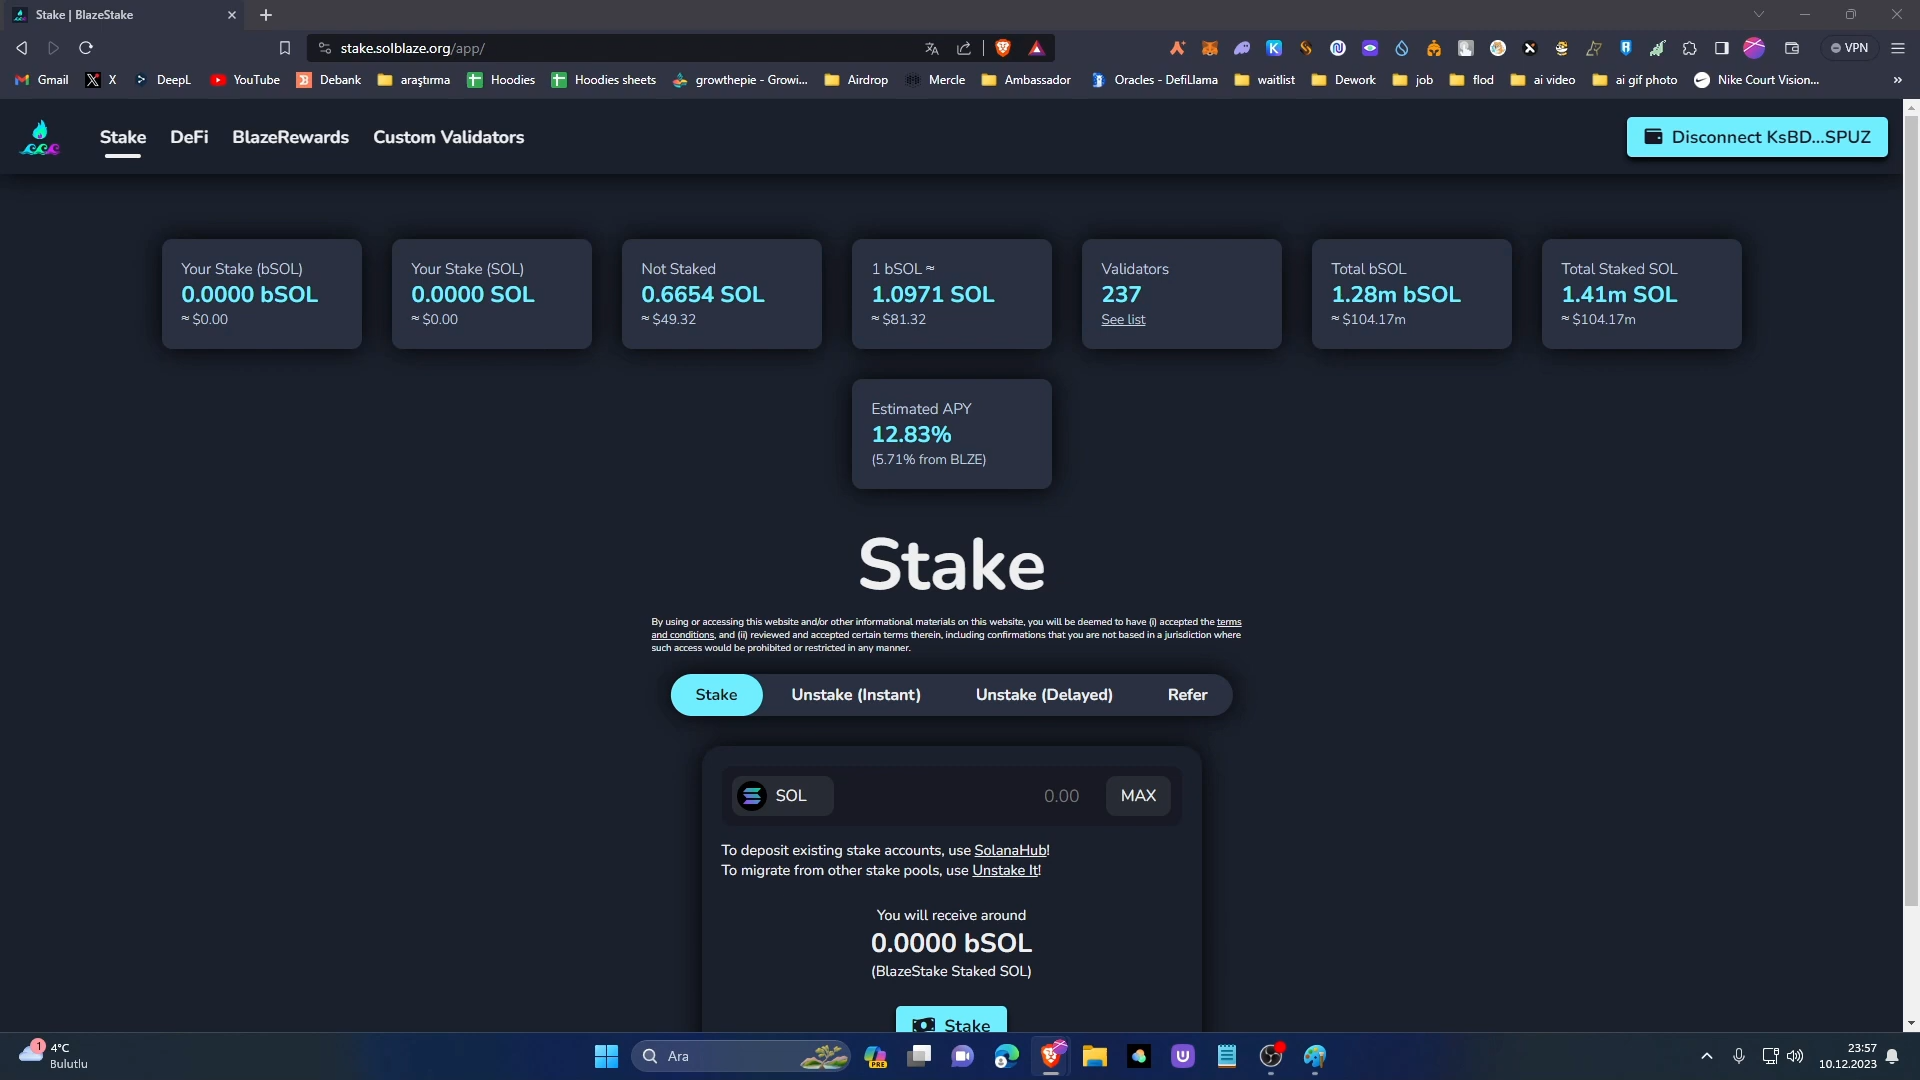 Stake | BlazeStake
stake.solblaze.org/app/
VPN
Gmail X DeepL YouTube Debank araştırma Hoodies Hoodies sheets growthepie - Growi... Airdrop Mercle Ambassador Oracles - DefiLlama waitlist Dework job flod ai video ai gif photo Nike Court Vision... »
Stake DeFi BlazeRewards Custom Validators
Disconnect KsBD...SPUZ
Your Stake (bSOL)
0.0000 bSOL
≈ $0.00
Your Stake (SOL)
0.0000 SOL
≈ $0.00
Not Staked
0.6654 SOL
≈ $49.32
1 bSOL ≈
1.0971 SOL
≈ $81.32
Validators
237
See list
Total bSOL
1.28m bSOL
≈ $104.17m
Total Staked SOL
1.41m SOL
≈ $104.17m
Estimated APY
12.83%
(5.71% from BLZE)
Stake
By using or accessing this website and/or other informational materials on this website, you will be deemed to have (i) accepted the terms
and conditions, and (ii) reviewed and accepted certain terms therein, including confirmations that you are not based in a jurisdiction where
such access would be prohibited or restricted in any manner.
Stake Unstake (Instant) Unstake (Delayed) Refer
SOL 0.00 MAX
To deposit existing stake accounts, use SolanaHub!
To migrate from other stake pools, use Unstake It!
You will receive around
0.0000 bSOL
(BlazeStake Staked SOL)
Stake
1
4°C
Bulutlu
Ara
PRE
23:57
10.12.2023